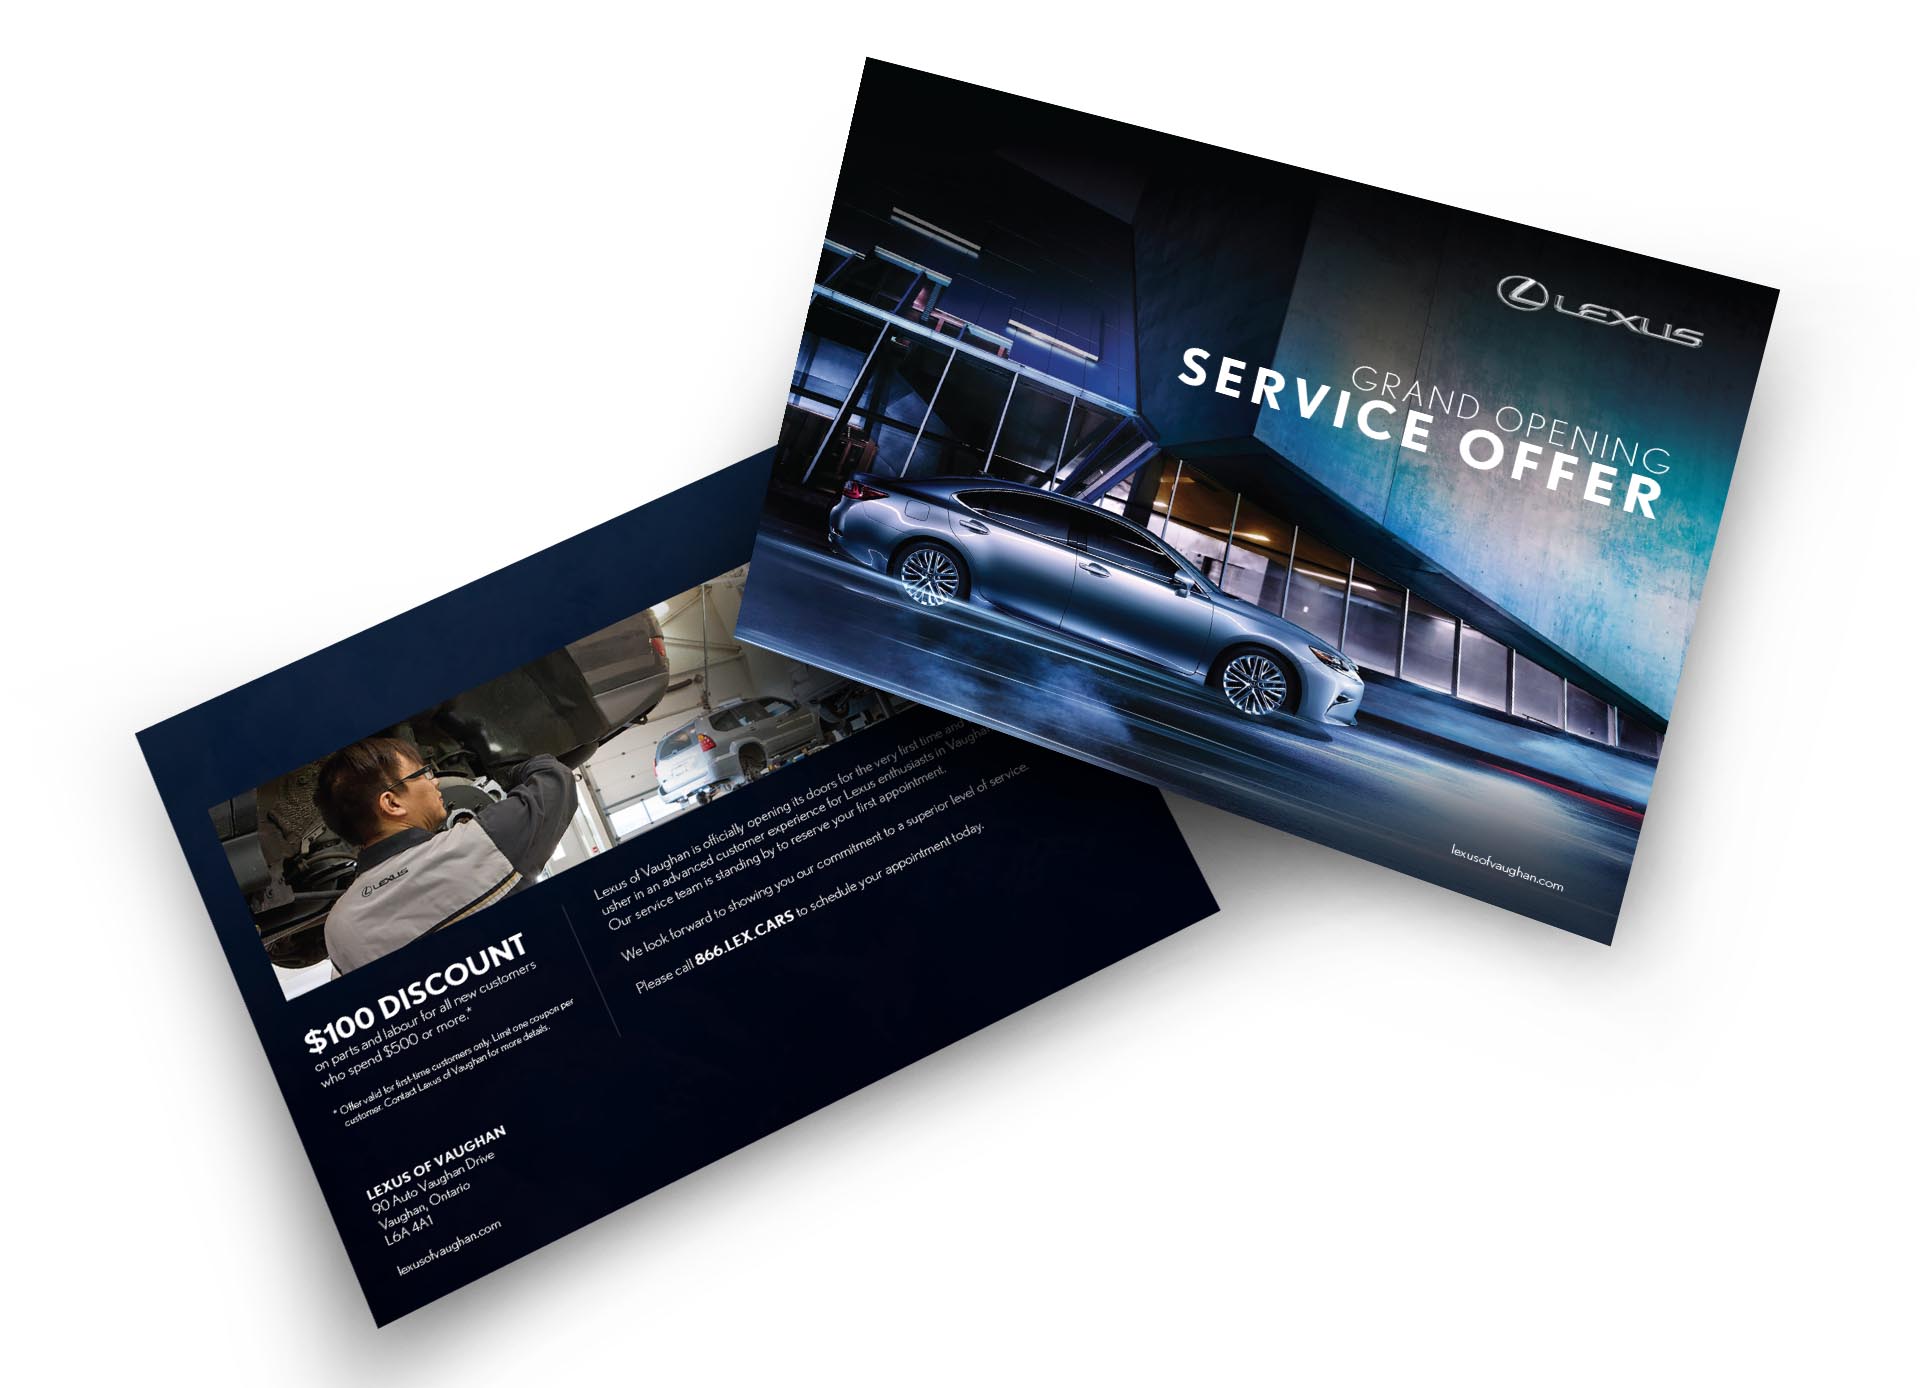 LEXUS
GRAND OPENING
SERVICE OFFER
lexusofvaughan.com
LEXUS
$100 DISCOUNT
on parts and labour for all new customers
who spend $500 or more.*
* Offer valid for first-time customers only. Limit one coupon per
customer. Contact Lexus of Vaughan for more details.
LEXUS OF VAUGHAN
90 Auto Vaughan Drive
Vaughan, Ontario
L6A 4A1
lexusofvaughan.com
Lexus of Vaughan is officially opening its doors for the very first time and
usher in an advanced customer experience for Lexus enthusiasts in Vaughan
Our service team is standing by to reserve your first appointment.
We look forward to showing you our commitment to a superior level of service.
Please call 866.LEX.CARS to schedule your appointment today.